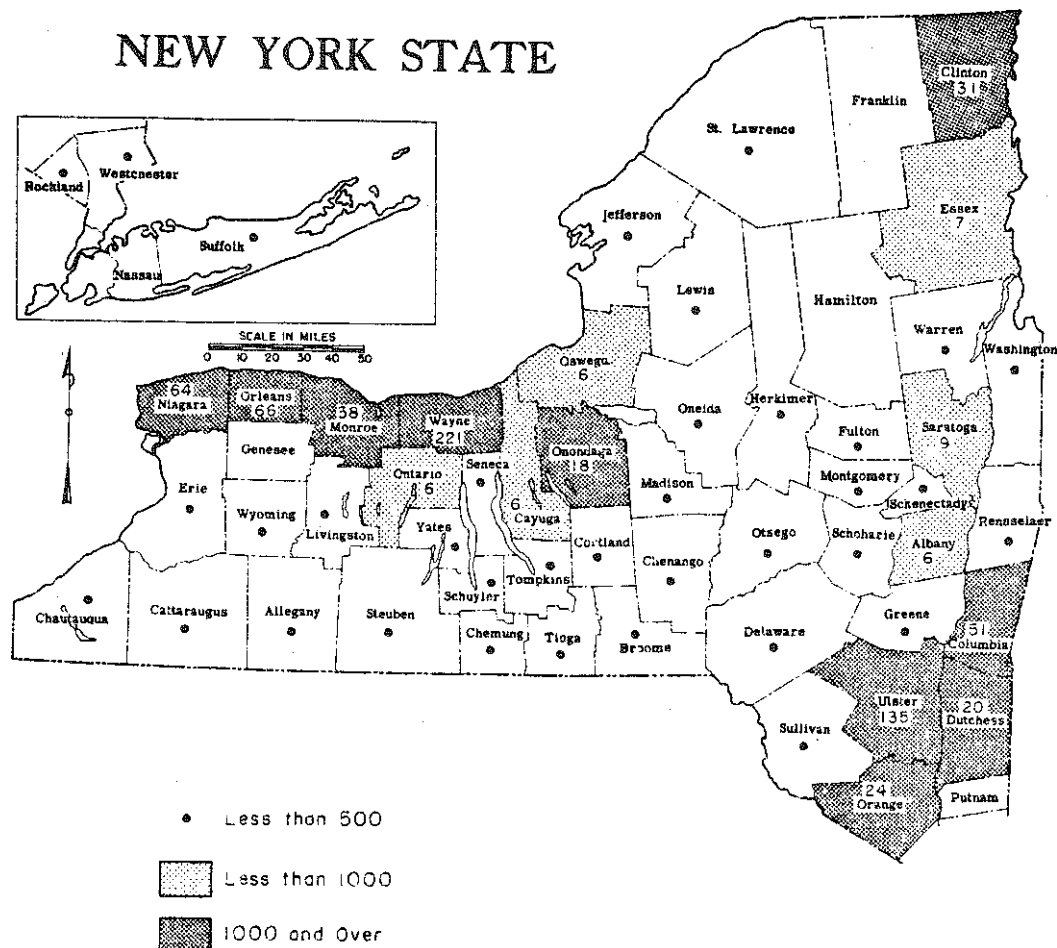 NEW YORK STATE
Clinton
31
Franklin
St. Lawrence
Rockland
Westchester
Suffolk
Nassau
Essex
7
Jefferson
Lewis
Hamilton
Warren
Washington
SCALE IN MILES
0 10 20 30 40 50
Oswego
6
64
Niagara
Orleans
66
38
Monroe
Wayne
221
Oneida
Herkimer
Fulton
Saratoga
9
Genesee
Ontario
6
Seneca
Onondaga
18
Madison
Montgomery
Schenectady
Erie
Wyoming
Livingston
Yates
6
Cayuga
Cortland
Chenango
Otsego
Schoharie
Albany
6
Rensselaer
Tompkins
Schuyler
Chautauqua
Cattaraugus
Allegany
Steuben
Chemung
Tioga
Broome
Delaware
Greene
51
Columbia
Ulster
135
20
Dutchess
Sullivan
24
Orange
Putnam
Less than 500
Less than 1000
1000 and Over